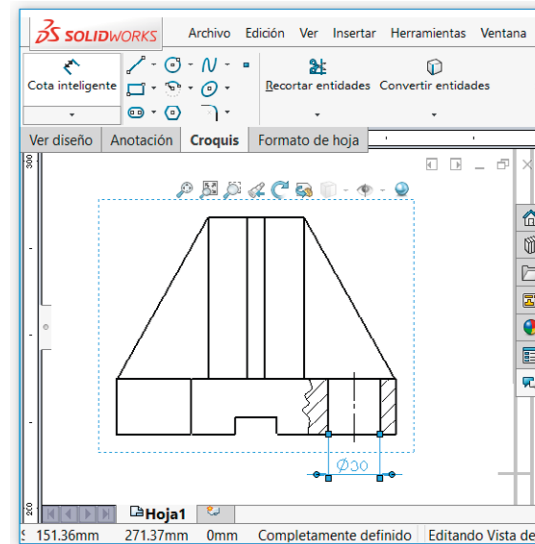 SOLIDWORKS
Archivo Edición Ver Insertar Herramientas Ventana
Cota inteligente
Recortar entidades
Convertir entidades
Ver diseño Anotación Croquis Formato de hoja
300
Ø30
200
Hoja1
151.36mm 271.37mm 0mm Completamente definido Editando Vista de